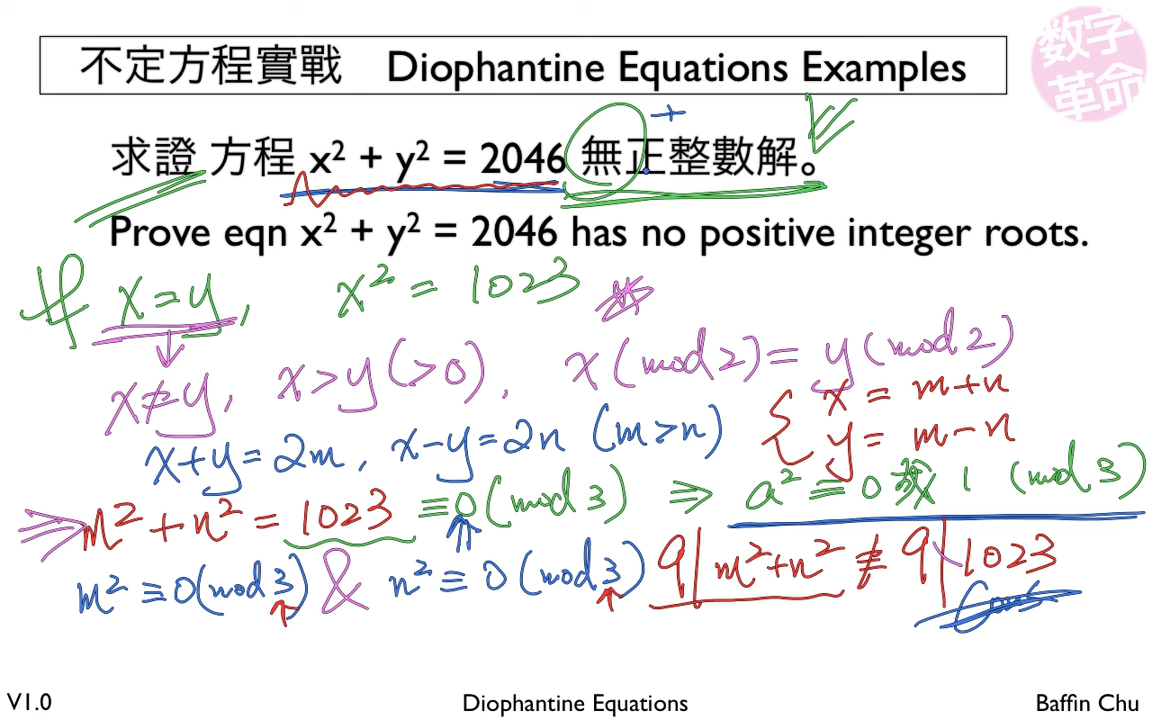 不定方程實戰 Diophantine Equations Examples
数字
革命
求證 方程 x² + y² = 2046 無正整數解。
Prove eqn x² + y² = 2046 has no positive integer roots.
If x = y, x² = 1023
x ≠ y, x > y (>0), x (mod 2) = y (mod 2)
x + y = 2m, x - y = 2n (m > n)
{ x = m + n
y = m - n
⇒ m² + n² = 1023 ≡ 0 (mod 3) ⇒ a² ≡ 0 或 1 (mod 3)
m² ≡ 0 (mod 3) & n² ≡ 0 (mod 3) 9 | m² + n² ≢ 9 | 1023
V1.0 Diophantine Equations Baffin Chu